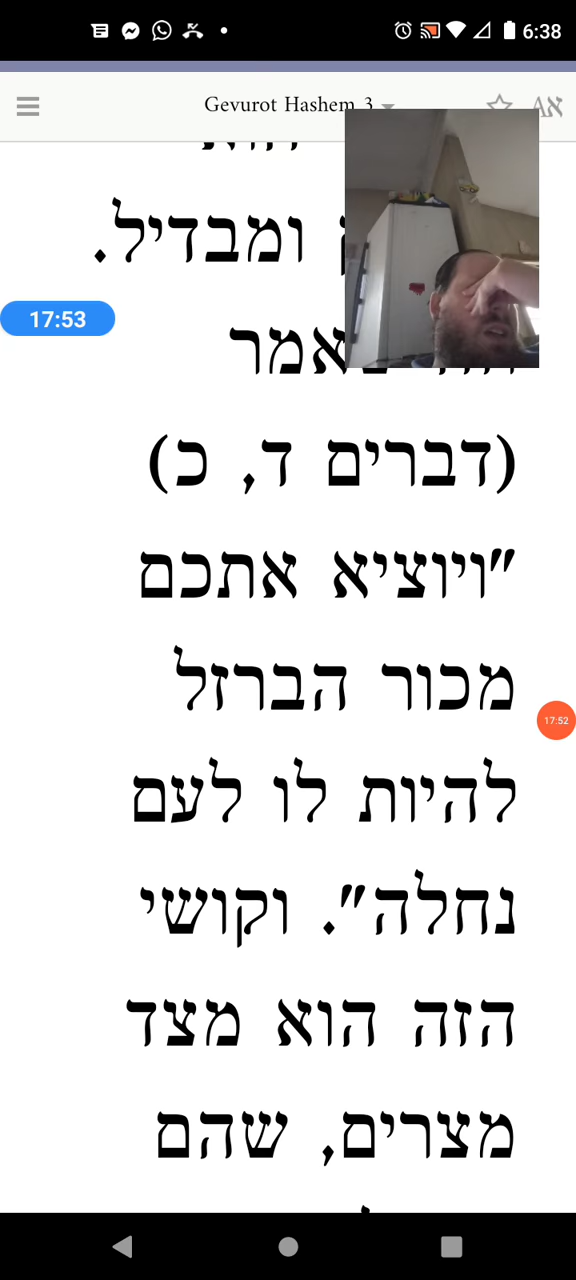 6:38
Gevurot Hashem 3
אא
ומבדיל.
17:53
(דברים ד, כ)
"ויוציא אתכם
מכור הברזל
17:52
להיות לו לעם
נחלה". וקושי
הזה הוא מצד
מצרים, שהם